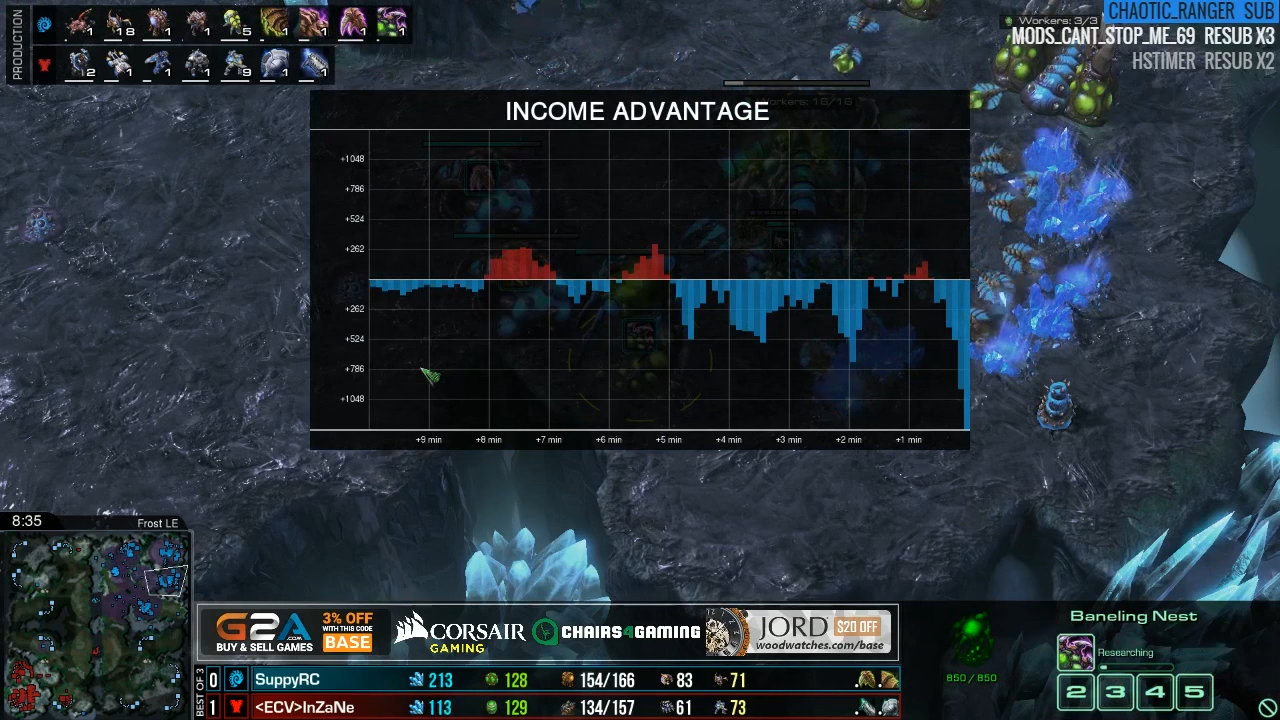 PRODUCTION
1 18 1 1 5 1 1 1 1
2 1 1 1 9 1 1
Workers: 3/3
CHAOTIC_RANGER SUB
MODS_CANT_STOP_ME_69 RESUB X3
HSTIMER RESUB X2
INCOME ADVANTAGE
Workers: 16/16
+1048
+786
+524
+262
+262
+524
+786
+1048
+9 min +8 min +7 min +6 min +5 min +4 min +3 min +2 min +1 min
8:35 Frost LE
G2A.COM
BUY & SELL GAMES
3% OFF
WITH THIS CODE
BASE
CORSAIR
GAMING
CHAIRS4GAMING
JORD $20 OFF
woodwatches.com/base
Baneling Nest
Researching
850/850
2 3 4 5
BEST OF 3
0 SuppyRC 213 128 154/166 83 71
1 <ECV>InZaNe 113 129 134/157 61 73